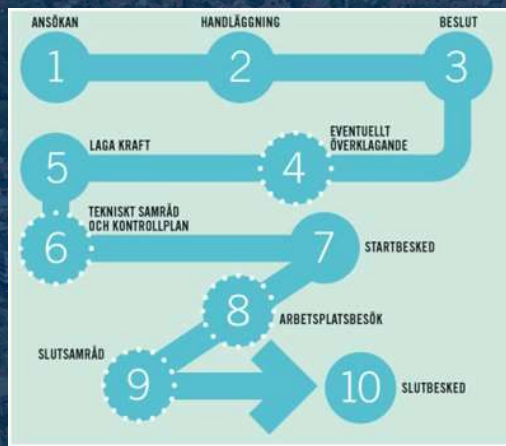 ANSÖKAN
1
HANDLÄGGNING
2
BESLUT
3
EVENTUELLT
ÖVERKLAGANDE
4
LAGA KRAFT
5
TEKNISKT SAMRÅD
OCH KONTROLLPLAN
6
7
STARTBESKED
8
ARBETSPLATSBESÖK
SLUTSAMRÅD
9
10
SLUTBESKED